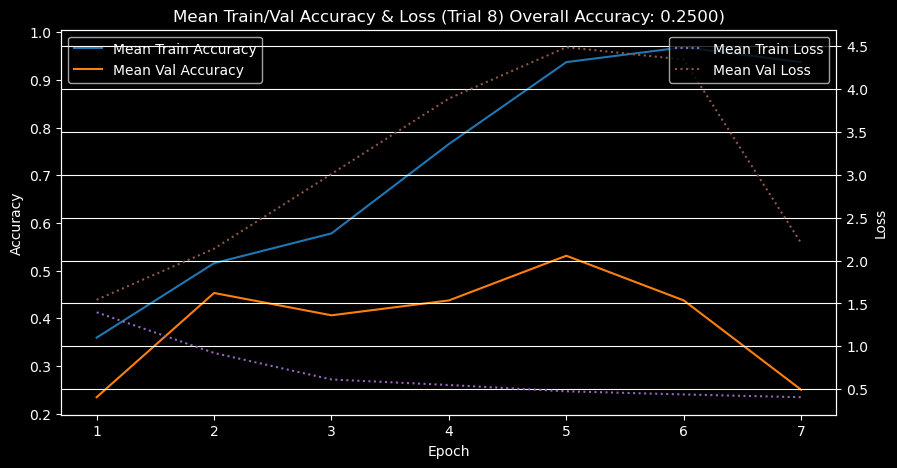 Mean Train/Val Accuracy & Loss (Trial 8) Overall Accuracy: 0.2500)
Mean Train Accuracy
Mean Val Accuracy
Mean Train Loss
Mean Val Loss
Accuracy
1.0
0.9
0.8
0.7
0.6
0.5
0.4
0.3
0.2
4.5
4.0
3.5
3.0
2.5
2.0
1.5
1.0
0.5
Loss
1 2 3 4 5 6 7
Epoch